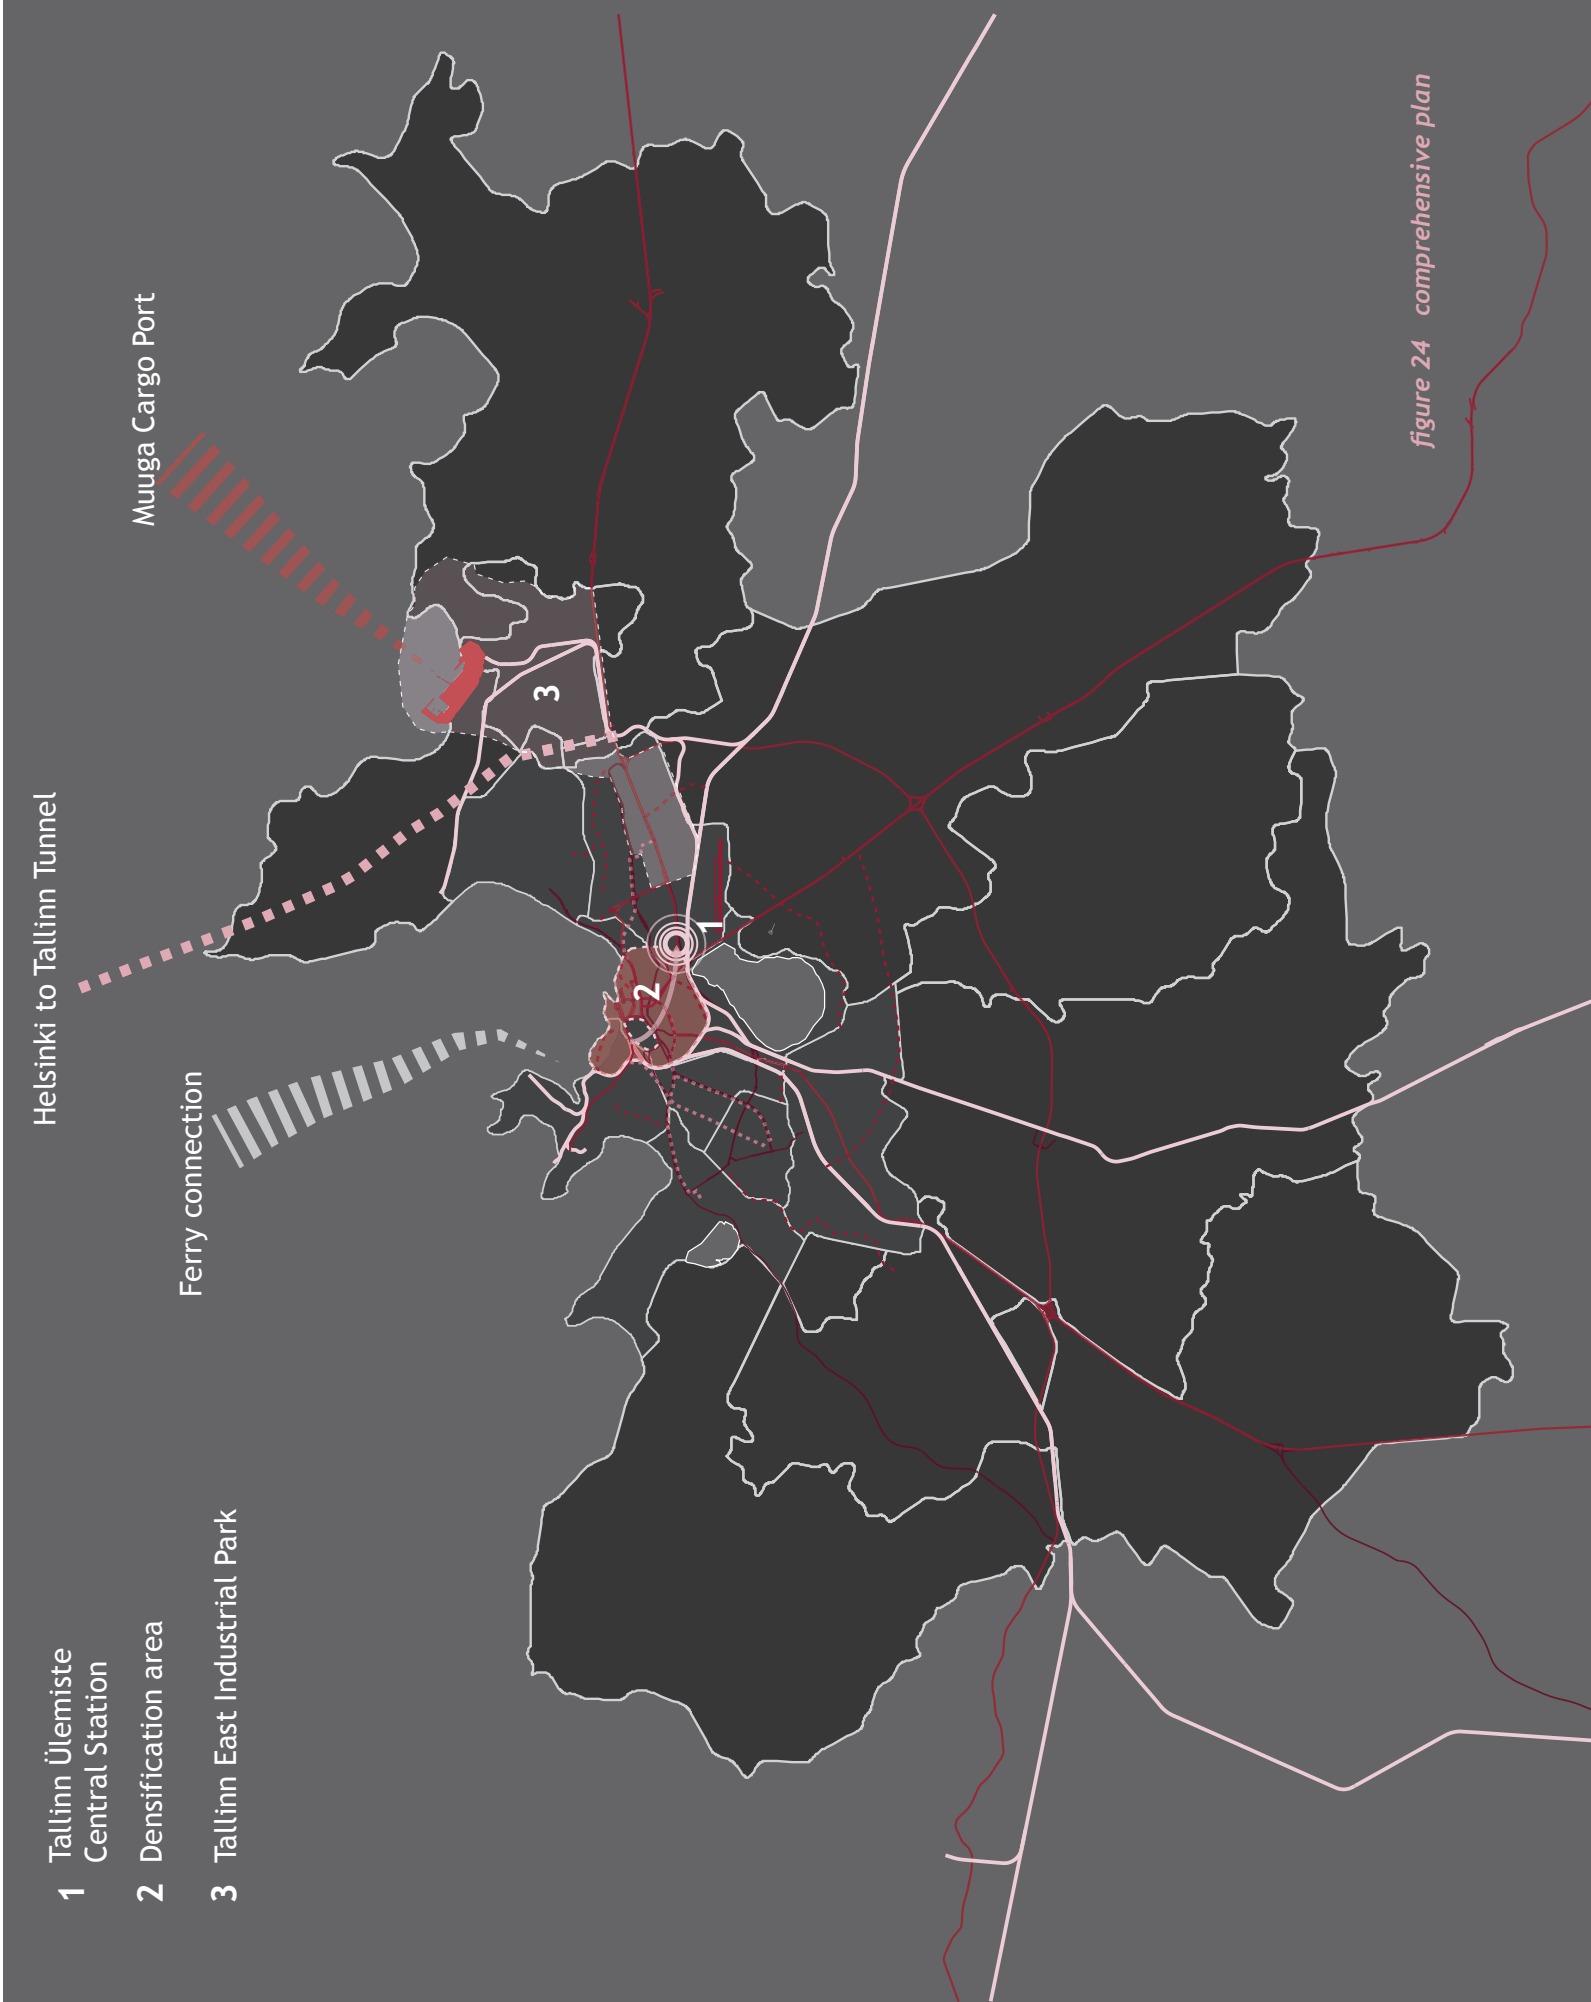 1 Tallinn Ülemiste
Central Station
2 Densification area
3 Tallinn East Industrial Park
Helsinki to Tallinn Tunnel
Ferry connection
Muuga Cargo Port
3
2
1
figure 24 comprehensive plan